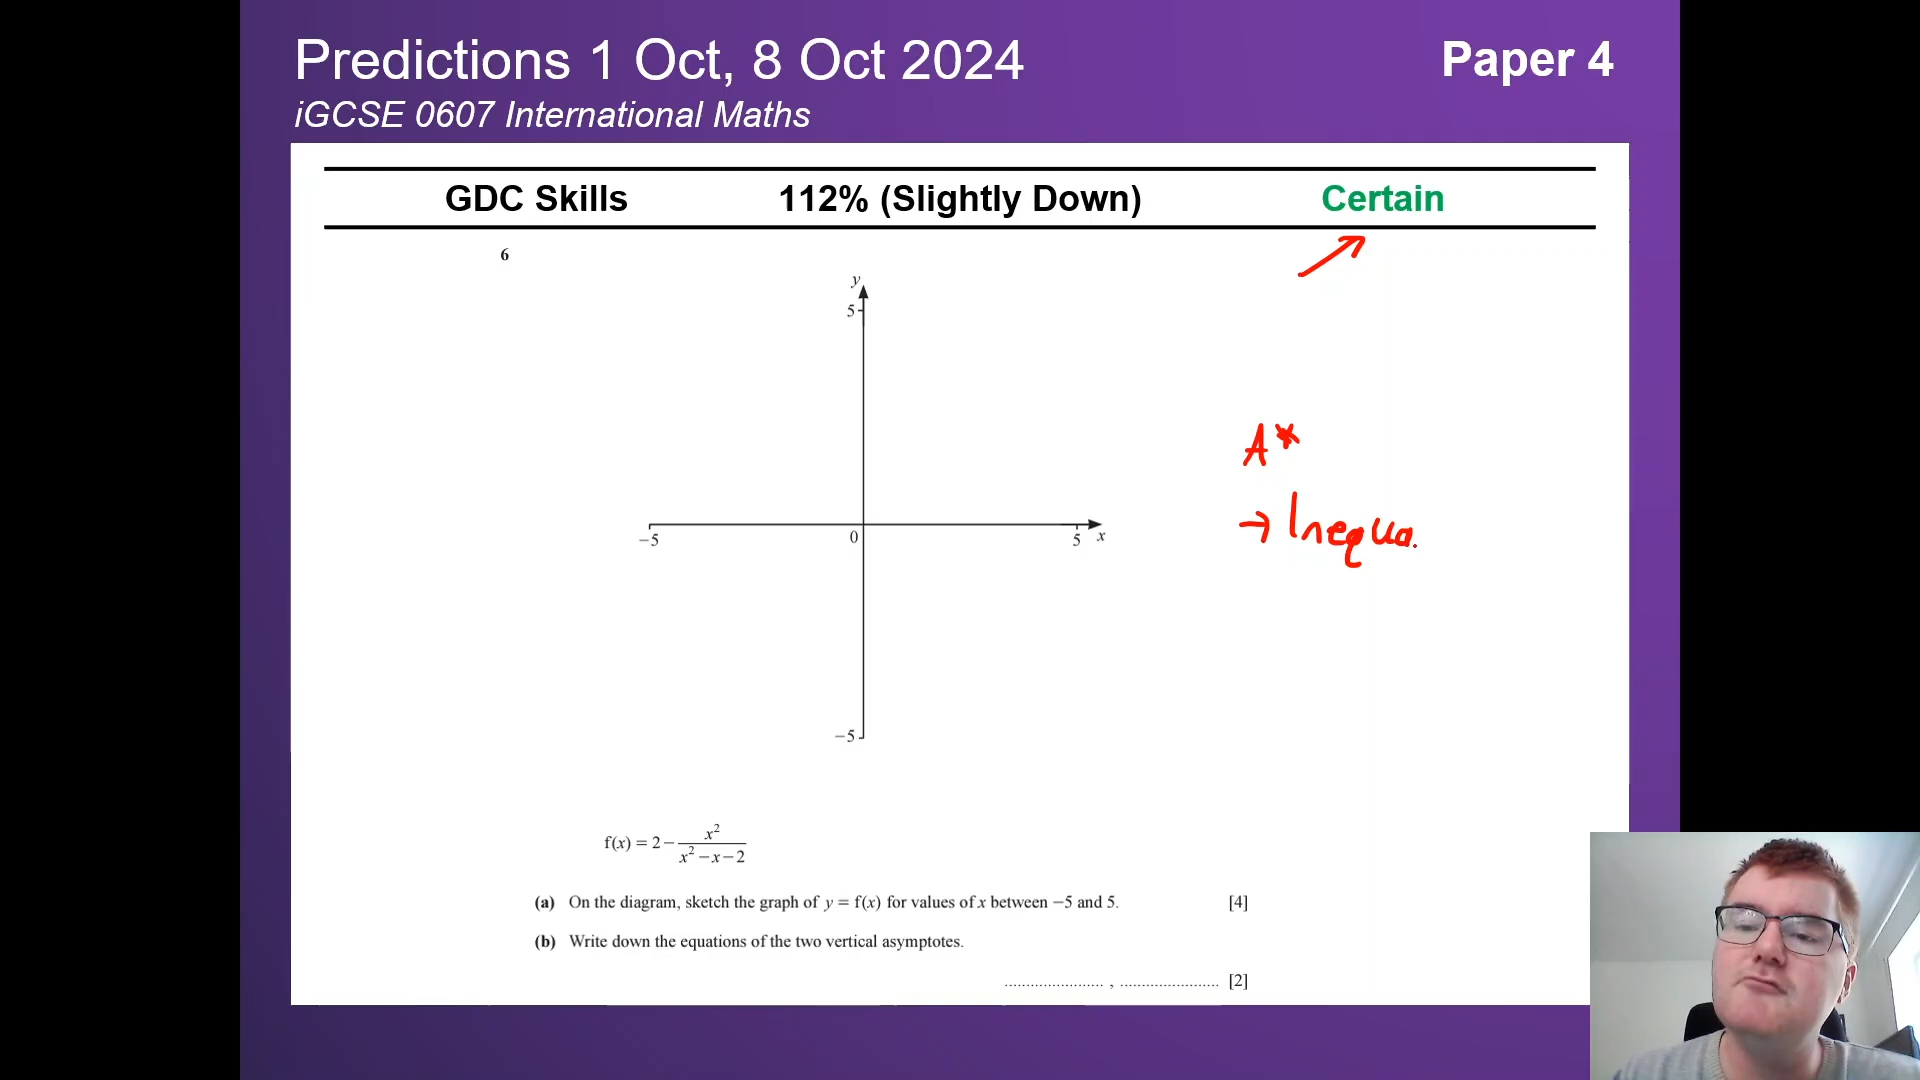 Predictions 1 Oct, 8 Oct 2024
Paper 4
iGCSE 0607 International Maths
GDC Skills 112% (Slightly Down) Certain
6
y
5
A*
→ Inequa
−5 0 5 x
−5
f(x) = 2 − x²/(x² − x − 2)
(a) On the diagram, sketch the graph of y = f(x) for values of x between −5 and 5. [4]
(b) Write down the equations of the two vertical asymptotes.
........................ , ........................ [2]